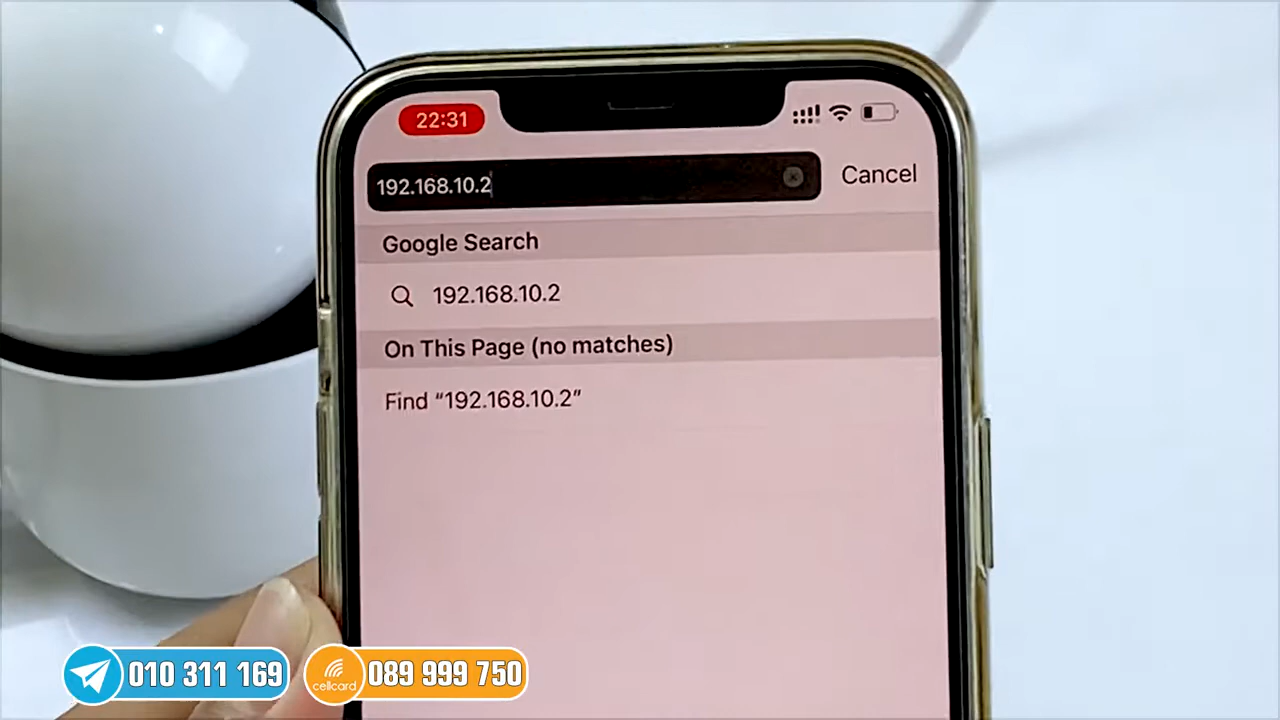 22:31
192.168.10.2
Cancel
Google Search
192.168.10.2
On This Page (no matches)
Find “192.168.10.2”
010 311 169
cellcard
089 999 750